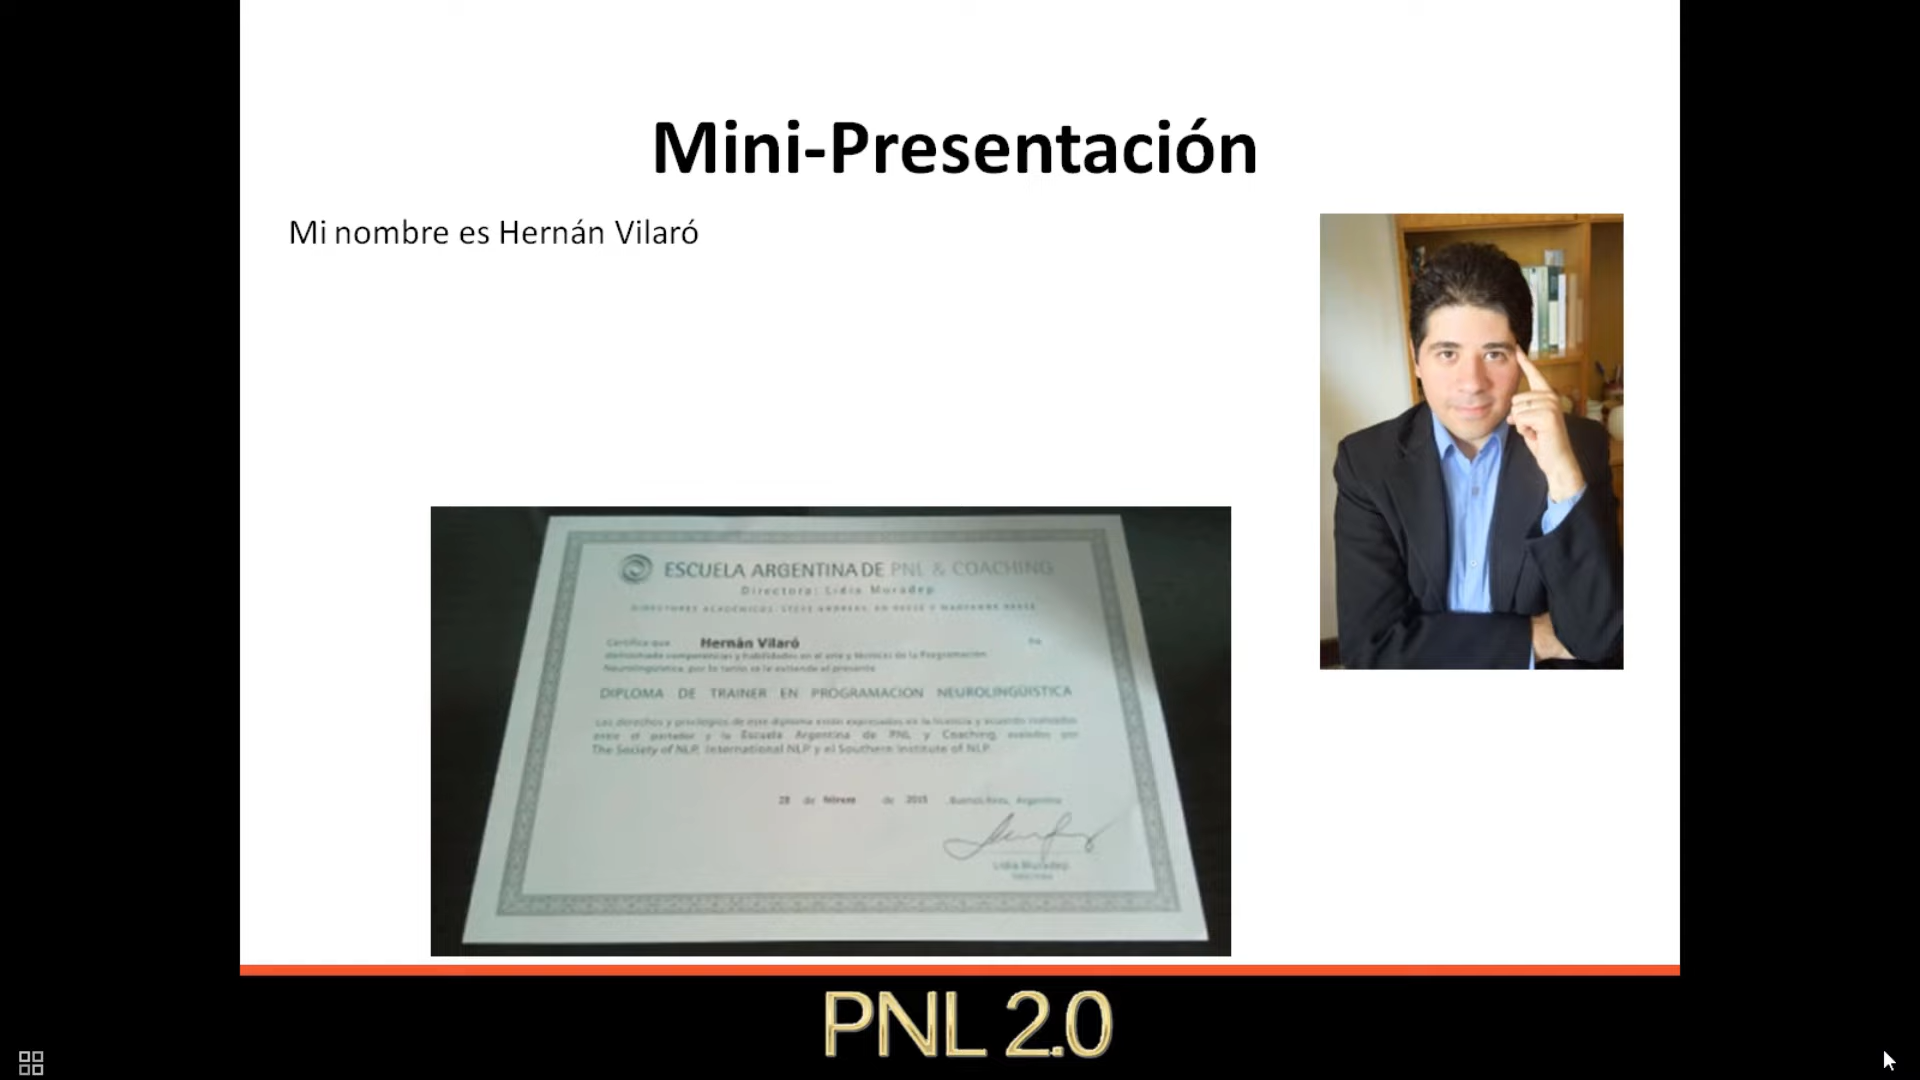 Mini-Presentación
Mi nombre es Hernán Vilaró
ESCUELA ARGENTINA DE PNL & COACHING
Directora: Lidia Muradep
DIRECTORES ACADÉMICOS: STEVE ANDREAS, ED REESE Y MARYANNE REESE
Certifica que Hernán Vilaró ha
demostrado competencias y habilidades en el arte y técnicas de la Programación
Neurolingüística, por lo tanto se le extiende el presente
DIPLOMA DE TRAINER EN PROGRAMACION NEUROLINGÜISTICA
Los derechos y privilegios de este diploma están expresados en la licencia y acuerdo realizados
entre el portador y la Escuela Argentina de PNL y Coaching, avalados por
The Society of NLP, International NLP y el Southern Institute of NLP.
28 de febrero de 2015 Buenos Aires, Argentina
Lidia Muradep
PNL 2.0